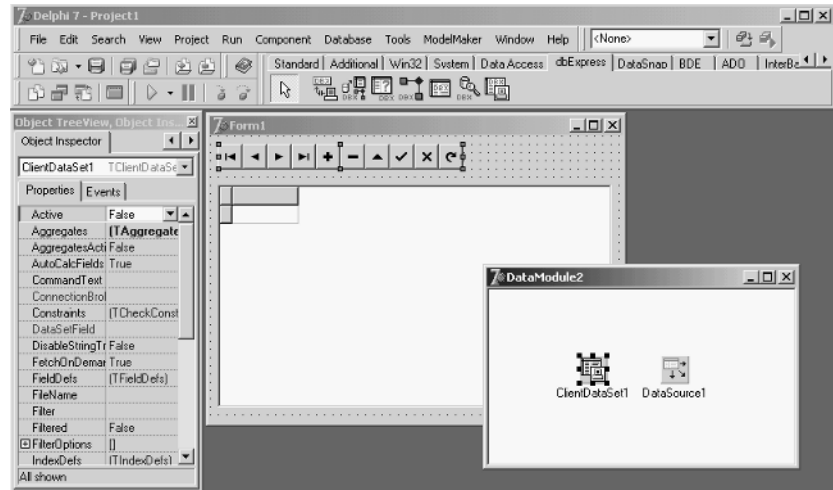 Delphi 7 - Project1
File Edit Search View Project Run Component Database Tools ModelMaker Window Help <None>
Standard Additional Win32 System Data Access dbExpress DataSnap BDE ADO InterBa
Object TreeView, Object Ins...
Object Inspector
ClientDataSet1 TClientDataSe
Properties Events
Active False
Aggregates (TAggregate
AggregatesActi False
AutoCalcFields True
CommandText
ConnectionBrol
Constraints (TCheckConst
DataSetField
DisableStringTr False
FetchOnDemar True
FieldDefs (TFieldDefs)
FileName
Filter
Filtered False
FilterOptions []
IndexDefs (TIndexDefs)
All shown
Form1
DataModule2
ClientDataSet1 DataSource1